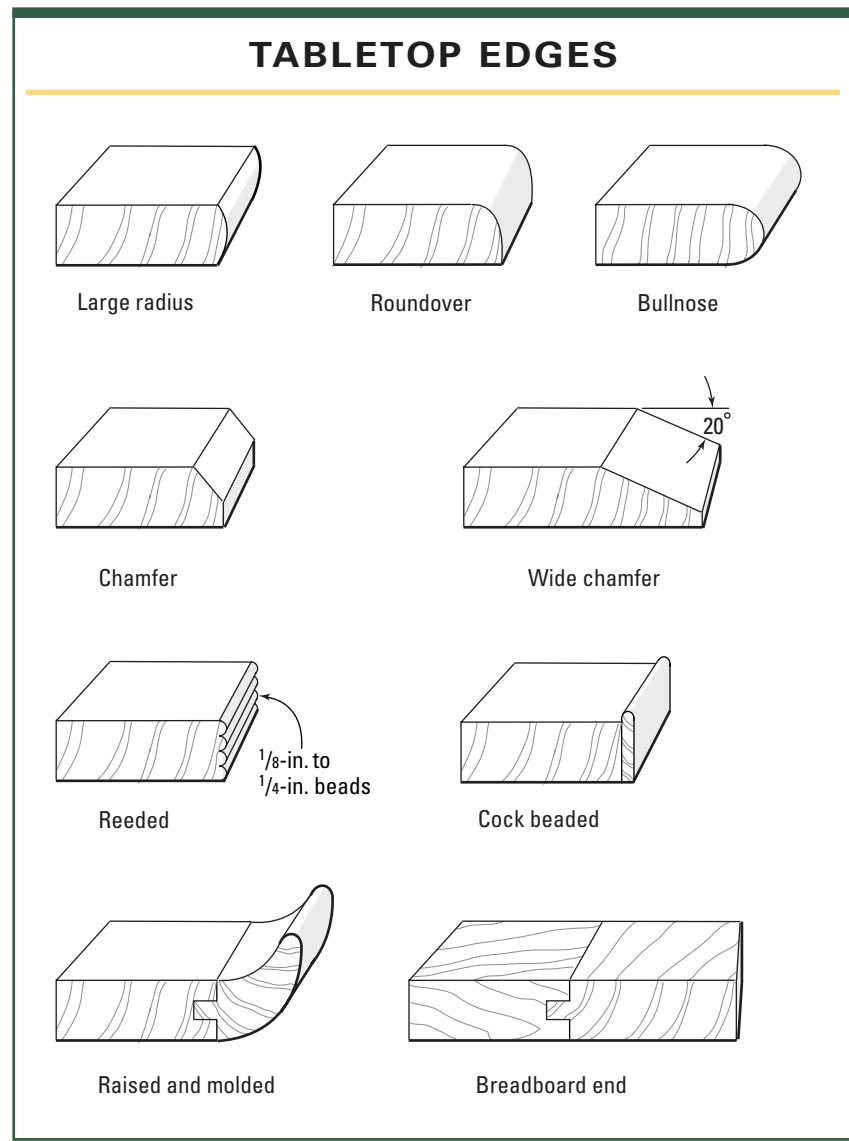 TABLETOP EDGES
Large radius
Roundover
Bullnose
Chamfer
20°
Wide chamfer
1/8-in. to
1/4-in. beads
Reeded
Cock beaded
Raised and molded
Breadboard end